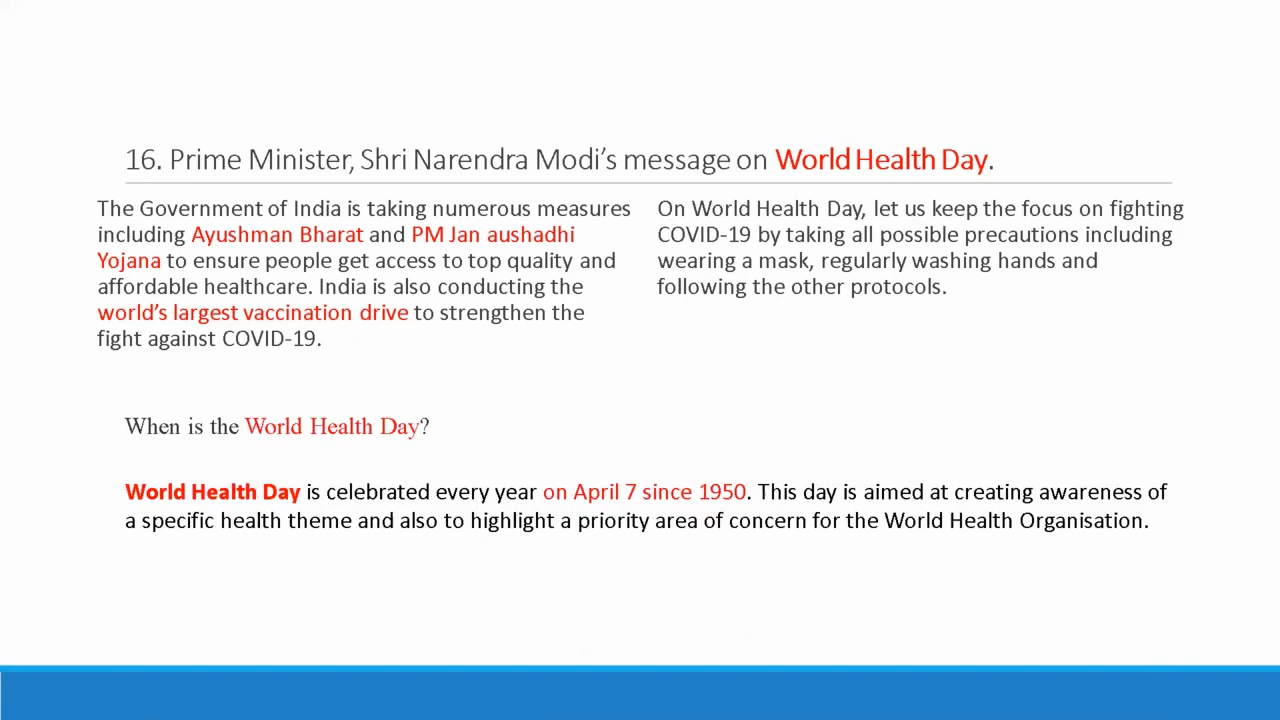 16. Prime Minister, Shri Narendra Modi’s message on World Health Day.
The Government of India is taking numerous measures
including Ayushman Bharat and PM Jan aushadhi
Yojana to ensure people get access to top quality and
affordable healthcare. India is also conducting the
world’s largest vaccination drive to strengthen the
fight against COVID-19.
On World Health Day, let us keep the focus on fighting
COVID-19 by taking all possible precautions including
wearing a mask, regularly washing hands and
following the other protocols.
When is the World Health Day?
World Health Day is celebrated every year on April 7 since 1950. This day is aimed at creating awareness of
a specific health theme and also to highlight a priority area of concern for the World Health Organisation.